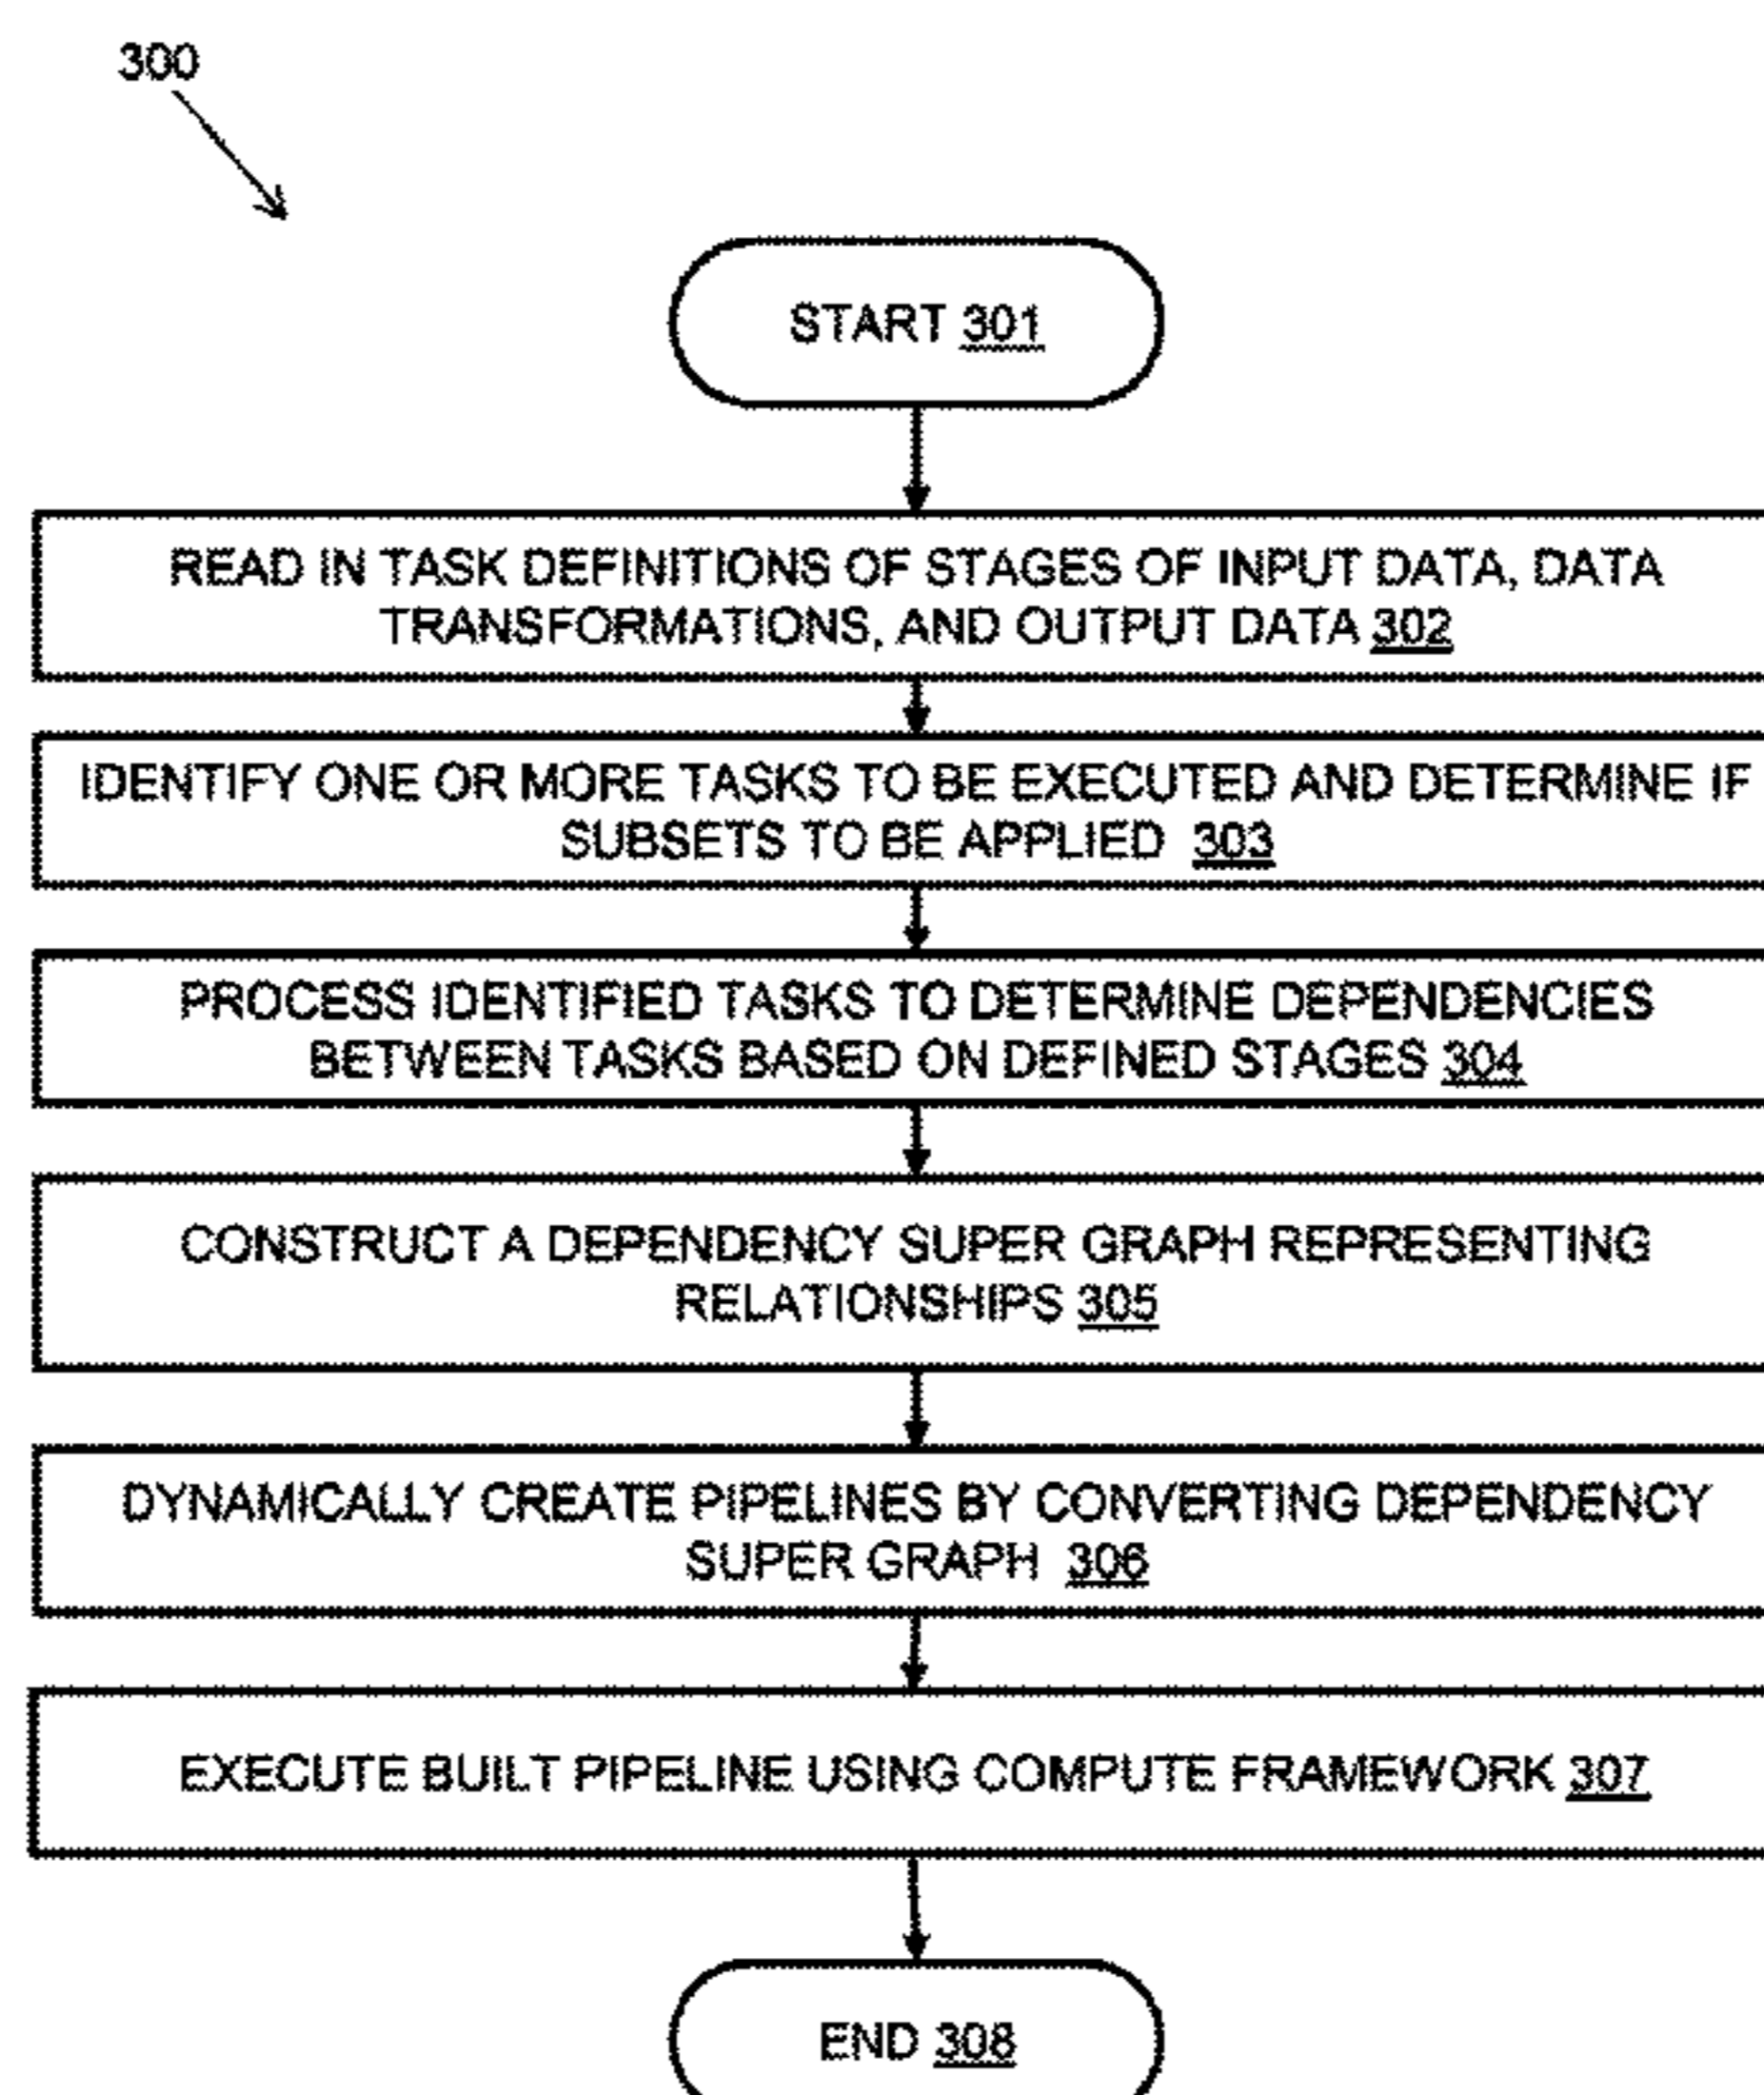 300
START 301
READ IN TASK DEFINITIONS OF STAGES OF INPUT DATA, DATA
TRANSFORMATIONS, AND OUTPUT DATA 302
IDENTIFY ONE OR MORE TASKS TO BE EXECUTED AND DETERMINE IF
SUBSETS TO BE APPLIED 303
PROCESS IDENTIFIED TASKS TO DETERMINE DEPENDENCIES
BETWEEN TASKS BASED ON DEFINED STAGES 304
CONSTRUCT A DEPENDENCY SUPER GRAPH REPRESENTING
RELATIONSHIPS 305
DYNAMICALLY CREATE PIPELINES BY CONVERTING DEPENDENCY
SUPER GRAPH 306
EXECUTE BUILT PIPELINE USING COMPUTE FRAMEWORK 307
END 308